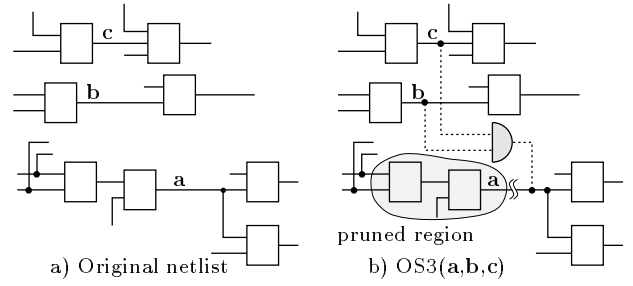 c
b
a
a) Original netlist
c
b
a
pruned region
b) OS3(a,b,c)